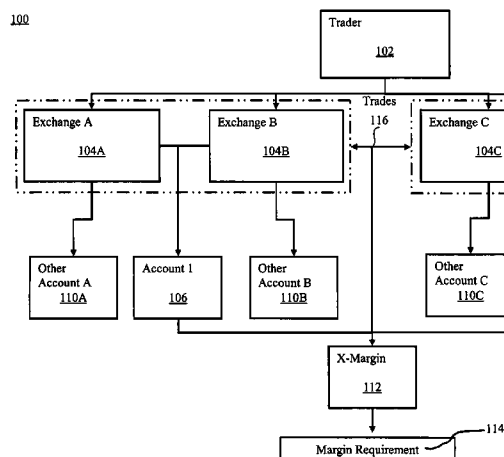 100
Trader
102
Trades
116
Exchange A
104A
Exchange B
104B
Exchange C
104C
Other
Account A
110A
Account 1
106
Other
Account B
110B
Other
Account C
110C
X-Margin
112
114
Margin Requirement